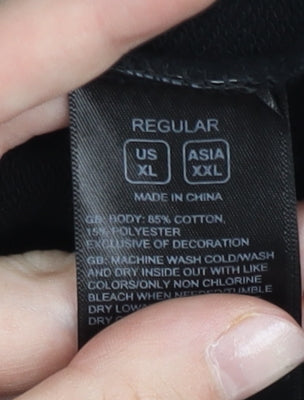 REGULAR
US ASIA
XL XXL
MADE IN CHINA
GB: BODY: 85% COTTON,
15% POLYESTER
EXCLUSIVE OF DECORATION
GB: MACHINE WASH COLD/WASH
AND DRY INSIDE OUT WITH LIKE
COLORS/ONLY NON CHLORINE
BLEACH WHEN NEEDED/TUMBLE
DRY LOW/
DRY